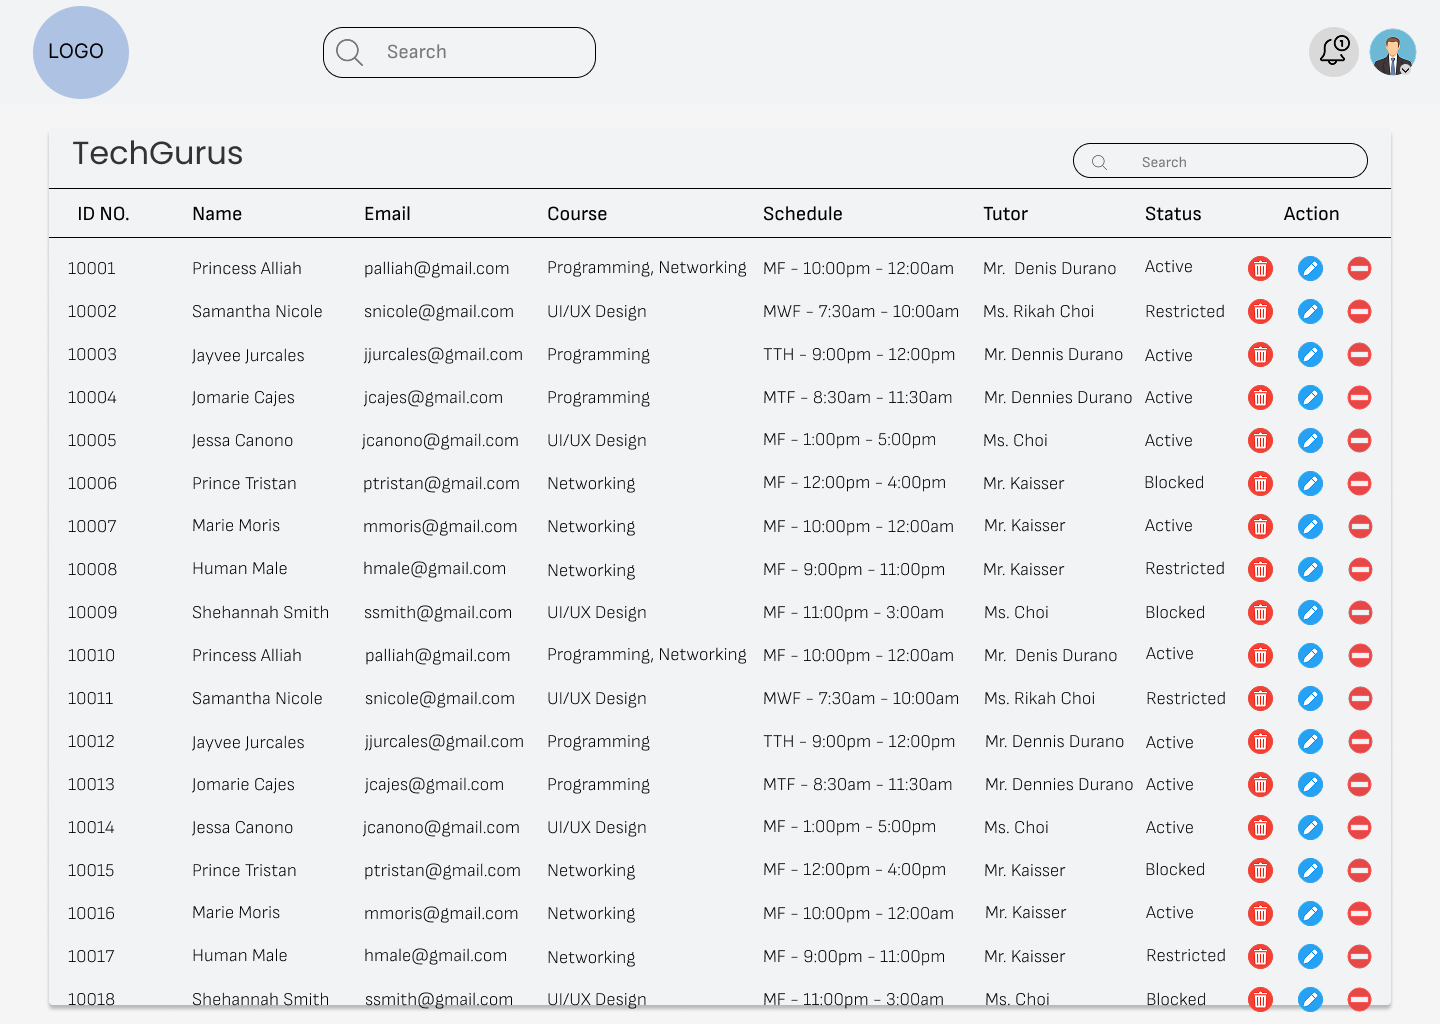 LOGO Search 1
TechGurus Search
ID NO. Name Email Course Schedule Tutor Status Action
10001 Princess Alliah palliah@gmail.com Programming, Networking MF - 10:00pm - 12:00am Mr. Denis Durano Active
10002 Samantha Nicole snicole@gmail.com UI/UX Design MWF - 7:30am - 10:00am Ms. Rikah Choi Restricted
10003 Jayvee Jurcales jjurcales@gmail.com Programming TTH - 9:00pm - 12:00pm Mr. Dennis Durano Active
10004 Jomarie Cajes jcajes@gmail.com Programming MTF - 8:30am - 11:30am Mr. Dennies Durano Active
10005 Jessa Canono jcanono@gmail.com UI/UX Design MF - 1:00pm - 5:00pm Ms. Choi Active
10006 Prince Tristan ptristan@gmail.com Networking MF - 12:00pm - 4:00pm Mr. Kaisser Blocked
10007 Marie Moris mmoris@gmail.com Networking MF - 10:00pm - 12:00am Mr. Kaisser Active
10008 Human Male hmale@gmail.com Networking MF - 9:00pm - 11:00pm Mr. Kaisser Restricted
10009 Shehannah Smith ssmith@gmail.com UI/UX Design MF - 11:00pm - 3:00am Ms. Choi Blocked
10010 Princess Alliah palliah@gmail.com Programming, Networking MF - 10:00pm - 12:00am Mr. Denis Durano Active
10011 Samantha Nicole snicole@gmail.com UI/UX Design MWF - 7:30am - 10:00am Ms. Rikah Choi Restricted
10012 Jayvee Jurcales jjurcales@gmail.com Programming TTH - 9:00pm - 12:00pm Mr. Dennis Durano Active
10013 Jomarie Cajes jcajes@gmail.com Programming MTF - 8:30am - 11:30am Mr. Dennies Durano Active
10014 Jessa Canono jcanono@gmail.com UI/UX Design MF - 1:00pm - 5:00pm Ms. Choi Active
10015 Prince Tristan ptristan@gmail.com Networking MF - 12:00pm - 4:00pm Mr. Kaisser Blocked
10016 Marie Moris mmoris@gmail.com Networking MF - 10:00pm - 12:00am Mr. Kaisser Active
10017 Human Male hmale@gmail.com Networking MF - 9:00pm - 11:00pm Mr. Kaisser Restricted
10018 Shehannah Smith ssmith@gmail.com UI/UX Design MF - 11:00pm - 3:00am Ms. Choi Blocked